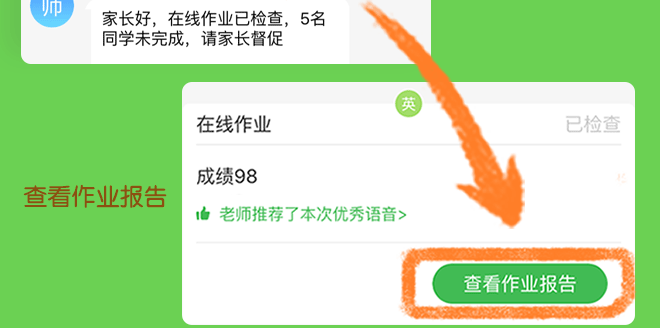 师
家长好，在线作业已检查，5名
同学未完成，请家长督促
英
在线作业
已检查
成绩98
老师推荐了本次优秀语音>
查看作业报告
查看作业报告